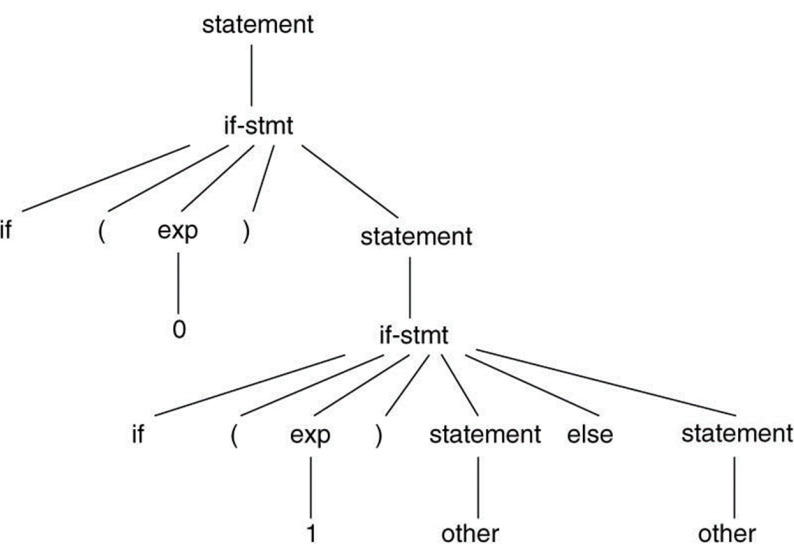 statement
if-stmt
if ( exp ) statement
0
if-stmt
if ( exp ) statement else statement
1 other other